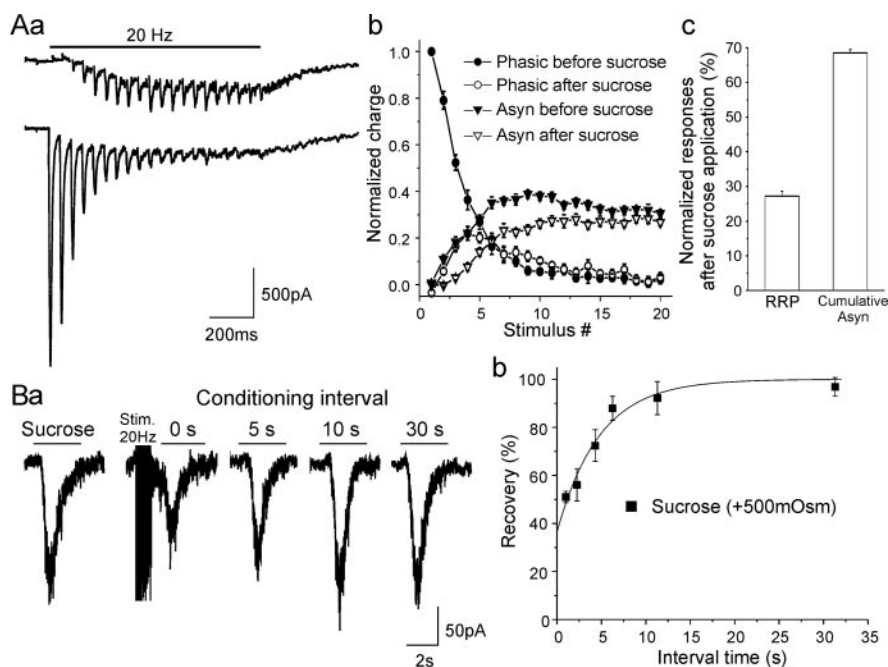 Aa
20 Hz
500pA
200ms
b
Normalized charge
1.0
0.8
0.6
0.4
0.2
0.0
Phasic before sucrose
Phasic after sucrose
Asyn before sucrose
Asyn after sucrose
0 5 10 15 20
Stimulus #
c
Normalized responses
after sucrose application (%)
70
60
50
40
30
20
10
0
RRP Cumulative
Asyn
Ba
Conditioning interval
Sucrose Stim.
20Hz 0 s 5 s 10 s 30 s
50pA
2s
b
Recovery (%)
100
80
60
40
20
0
Sucrose (+500mOsm)
0 5 10 15 20 25 30
Interval time (s)